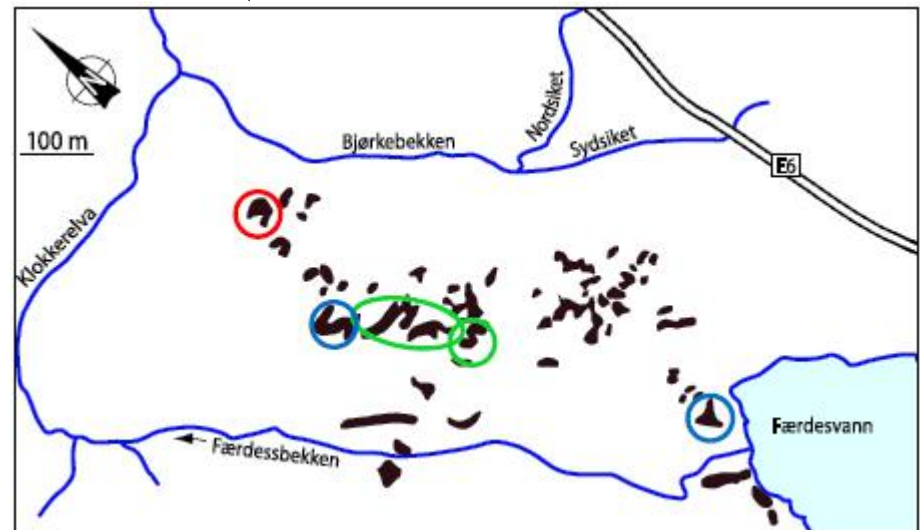 N
100 m
Bjørkebekken
Nordsiket
Sydsiket
E6
Klokkerelva
Færdesvann
Færdessbekken